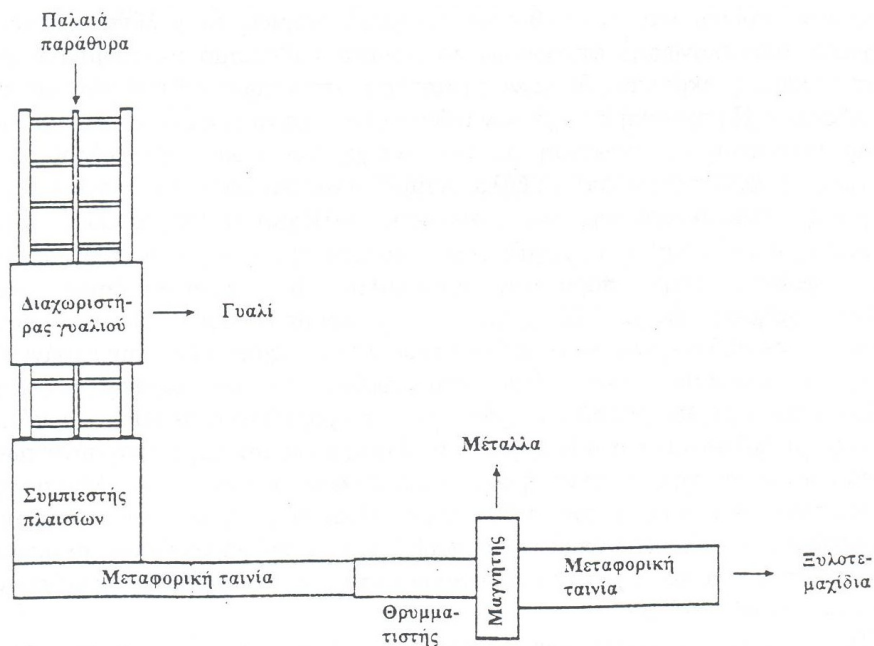 Παλαιά
παράθυρα
Διαχωριστή-
ρας γυαλιού
Γυαλί
Συμπιεστής
πλαισίων
Μέταλλα
Μεταφορική ταινία
Θρυμμα-
τιστής
Μαγνήτης
Μεταφορική
ταινία
Ξυλοτε-
μαχίδια